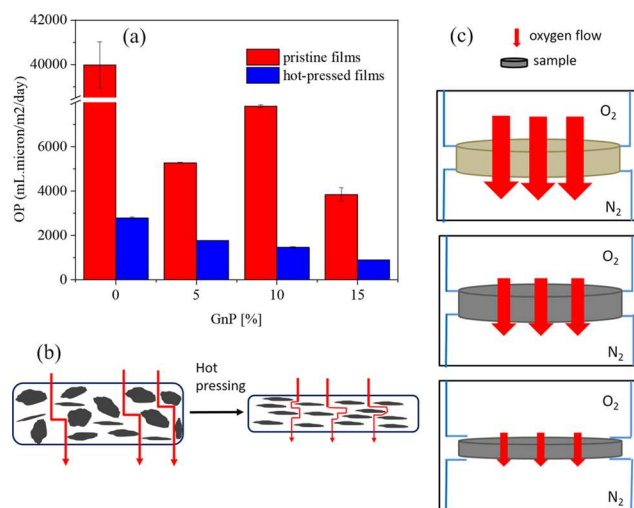 (a)
OP (mL.micron/m2/day)
42000
40000
6000
4000
2000
0
pristine films
hot-pressed films
0 5 10 15
GnP [%]
(b)
Hot
pressing
(c)
oxygen flow
sample
O2
N2
O2
N2
O2
N2